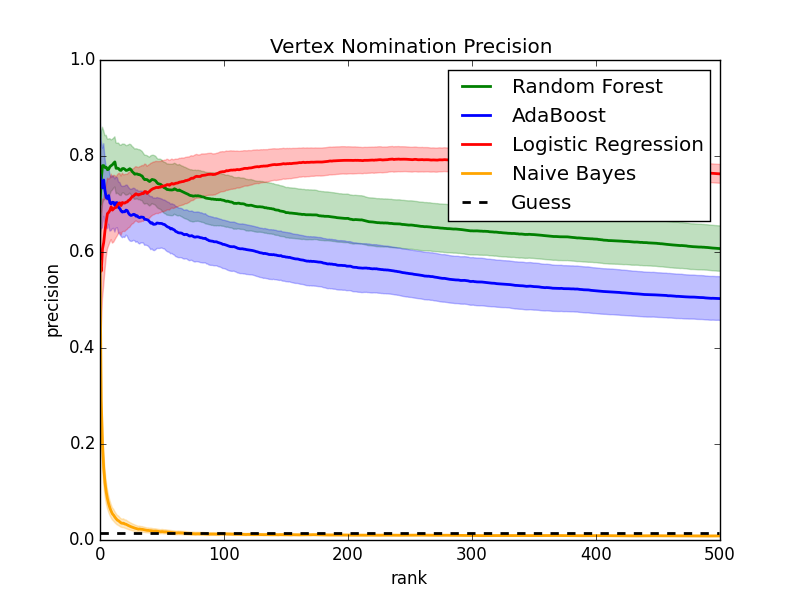 Vertex Nomination Precision
1.0
0.8
0.6
0.4
0.2
0.0
precision
Random Forest
AdaBoost
Logistic Regression
Naive Bayes
Guess
0 100 200 300 400 500
rank